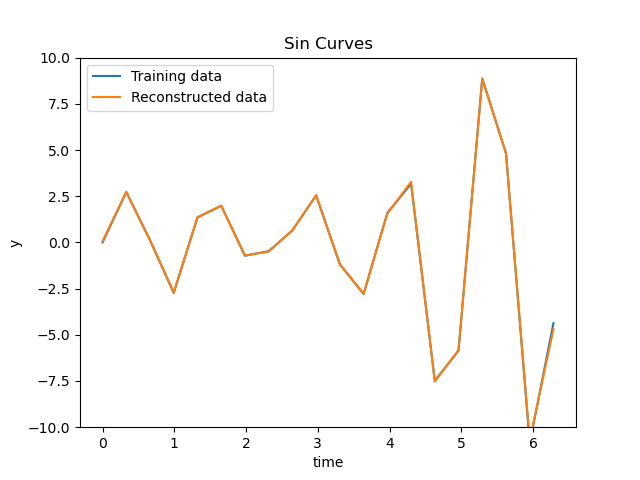 Sin Curves
Training data
Reconstructed data
10.0
7.5
5.0
2.5
0.0
−2.5
−5.0
−7.5
−10.0
y
0 1 2 3 4 5 6
time